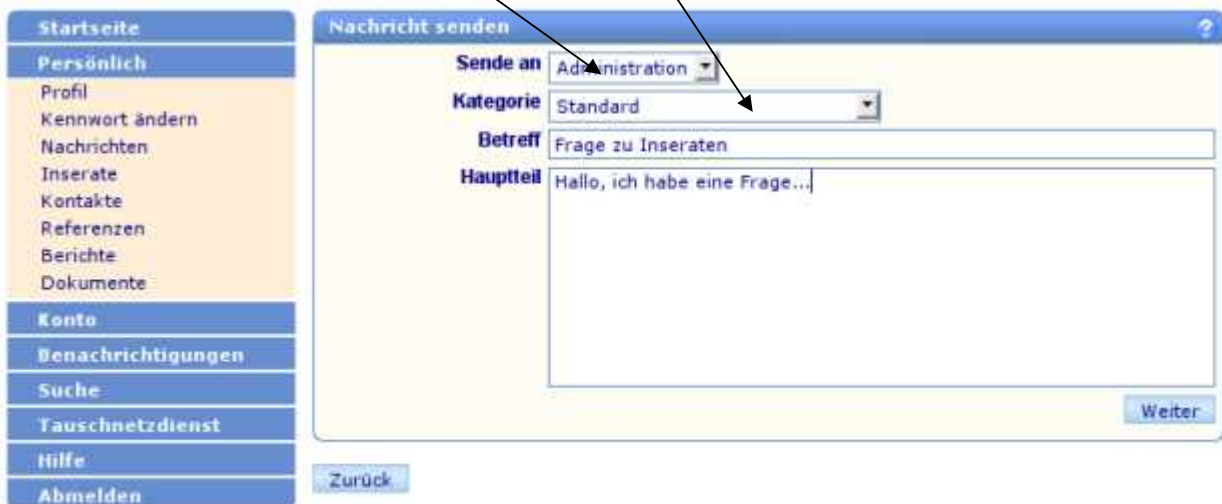 Startseite
Persönlich
Profil
Kennwort ändern
Nachrichten
Inserate
Kontakte
Referenzen
Berichte
Dokumente
Konto
Benachrichtigungen
Suche
Tauschnetzdienst
Hilfe
Abmelden
Nachricht senden ?
Sende an Administration
Kategorie Standard
Betreff Frage zu Inseraten
Hauptteil Hallo, ich habe eine Frage...
Weiter
Zurück